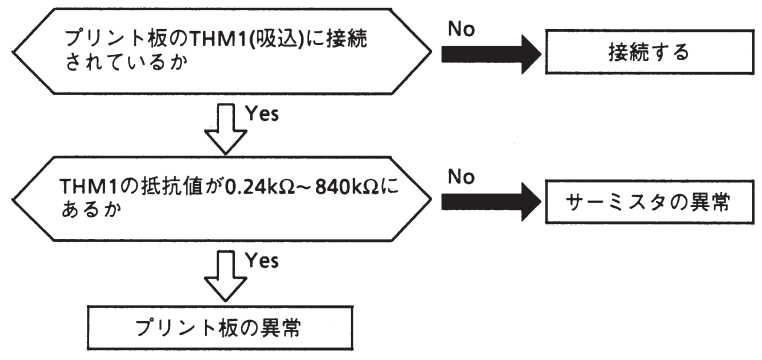 プリント板のTHM1(吸込)に接続
されているか
No
接続する
Yes
THM1の抵抗値が0.24kΩ~840kΩに
あるか
No
サーミスタの異常
Yes
プリント板の異常